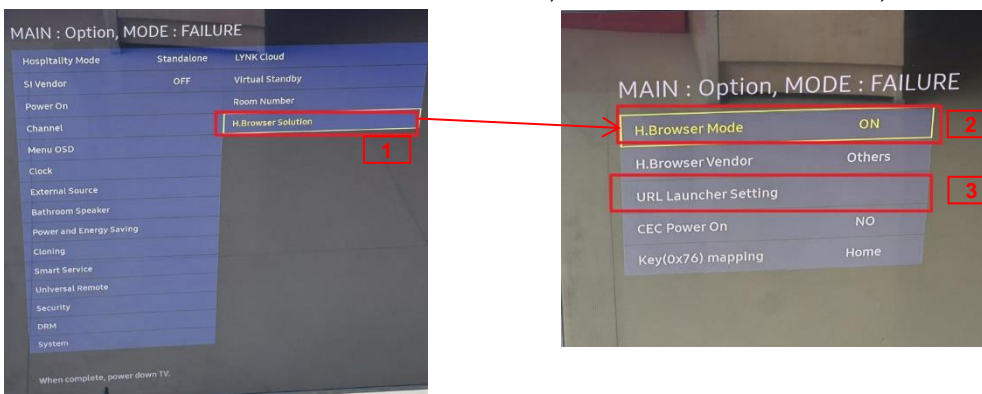 MAIN : Option, MODE : FAILURE
Hospitality Mode Standalone LYNK Cloud
SI Vendor OFF Virtual Standby
Power On Room Number
Channel H.Browser Solution
1
Menu OSD
Clock
External Source
Bathroom Speaker
Power and Energy Saving
Cloning
Smart Service
Universal Remote
Security
DRM
System
When complete, power down TV.
MAIN : Option, MODE : FAILURE
H.Browser Mode ON 2
H.Browser Vendor Others
URL Launcher Setting 3
CEC Power On NO
Key(0x76) mapping Home